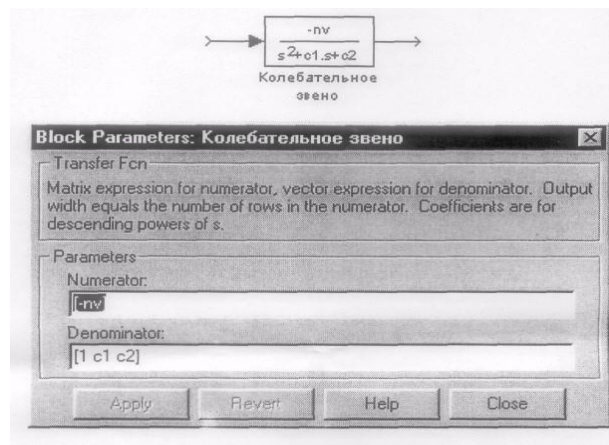 -nv
s2+c1.s+c2
Колебательное
звено
Block Parameters: Колебательное звено
Transfer Fcn
Matrix expression for numerator, vector expression for denominator. Output
width equals the number of rows in the numerator. Coefficients are for
descending powers of s.
Parameters
Numerator:
[-nv]
Denominator:
[1 c1 c2]
Apply Revert Help Close